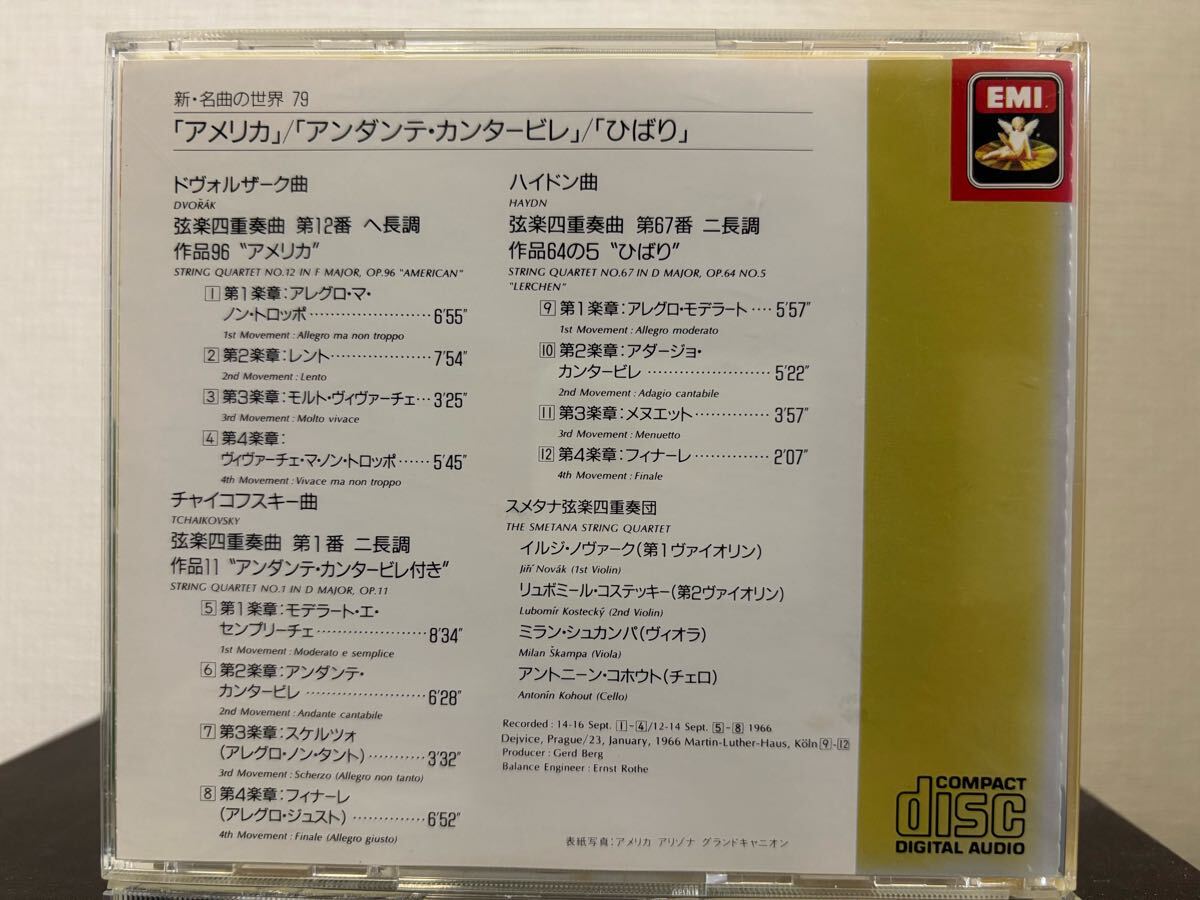 新・名曲の世界 79
「アメリカ」/「アンダンテ・カンタービレ」/「ひばり」
ドヴォルザーク曲
DVOŘÁK
弦楽四重奏曲 第12番 ヘ長調
作品96 “アメリカ”
STRING QUARTET NO.12 IN F MAJOR, OP.96 "AMERICAN"
1 第1楽章:アレグロ・マ・
ノン・トロッポ……………………6′55″
1st Movement : Allegro ma non troppo
2 第2楽章:レント………………7′54″
2nd Movement : Lento
3 第3楽章:モルト・ヴィヴァーチェ…3′25″
3rd Movement : Molto vivace
4 第4楽章:
ヴィヴァーチェ・マ・ノン・トロッポ……5′45″
4th Movement : Vivace ma non troppo
チャイコフスキー曲
TCHAIKOVSKY
弦楽四重奏曲 第1番 ニ長調
作品11 “アンダンテ・カンタービレ付き”
STRING QUARTET NO.1 IN D MAJOR, OP.11
5 第1楽章:モデラート・エ・
センプリーチェ…………………8′34″
1st Movement : Moderato e semplice
6 第2楽章:アンダンテ・
カンタービレ …………………6′28″
2nd Movement : Andante cantabile
7 第3楽章:スケルツォ
(アレグロ・ノン・タント)…………3′32″
3rd Movement : Scherzo (Allegro non tanto)
8 第4楽章:フィナーレ
(アレグロ・ジュスト) …………6′52″
4th Movement : Finale (Allegro giusto)
ハイドン曲
HAYDN
弦楽四重奏曲 第67番 ニ長調
作品64の5 “ひばり”
STRING QUARTET NO.67 IN D MAJOR, OP.64 NO.5
"LERCHEN"
9 第1楽章:アレグロ・モデラート ‥‥5′57″
1st Movement : Allegro moderato
10 第2楽章:アダージョ・
カンタービレ …………………5′22″
2nd Movement : Adagio cantabile
11 第3楽章:メヌエット…………3′57″
3rd Movement : Menuetto
12 第4楽章:フィナーレ …………2′07″
4th Movement : Finale
スメタナ弦楽四重奏団
THE SMETANA STRING QUARTET
イルジ・ノヴァーク(第1ヴァイオリン)
Jiří Novák (1st Violin)
リュボミール・コステッキー(第2ヴァイオリン)
Lubomír Kostecký (2nd Violin)
ミラン・シュカンパ(ヴィオラ)
Milan Škampa (Viola)
アントニーン・コホウト(チェロ)
Antonín Kohout (Cello)
Recorded : 14-16 Sept. 1-4/12-14 Sept. 5-8 1966
Dejvice, Prague/23, January, 1966 Martin-Luther-Haus, Köln 9-12
Producer : Gerd Berg
Balance Engineer : Ernst Rothe
表紙写真:アメリカ アリゾナ グランドキャニオン
EMI
COMPACT
disc
DIGITAL AUDIO